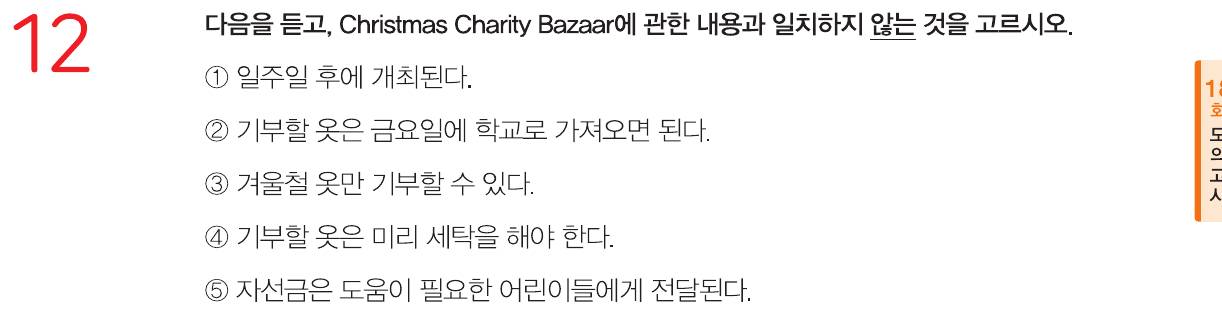 12
다음을 듣고, Christmas Charity Bazaar에 관한 내용과 일치하지 않는 것을 고르시오.
① 일주일 후에 개최된다.
② 기부할 옷은 금요일에 학교로 가져오면 된다.
③ 겨울철 옷만 기부할 수 있다.
④ 기부할 옷은 미리 세탁을 해야 한다.
⑤ 자선금은 도움이 필요한 어린이들에게 전달된다.